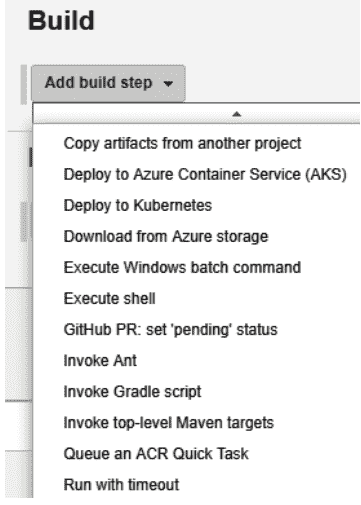 Build
Add build step
Copy artifacts from another project
Deploy to Azure Container Service (AKS)
Deploy to Kubernetes
Download from Azure storage
Execute Windows batch command
Execute shell
GitHub PR: set 'pending' status
Invoke Ant
Invoke Gradle script
Invoke top-level Maven targets
Queue an ACR Quick Task
Run with timeout